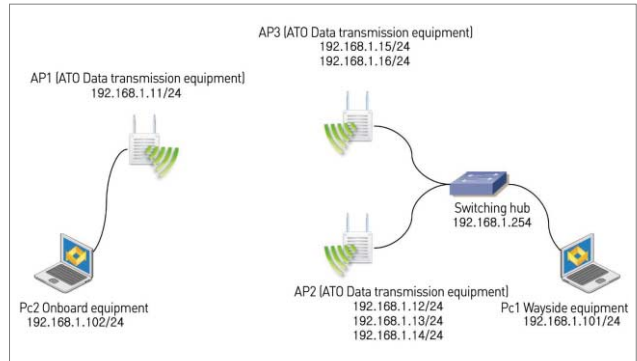 AP3 (ATO Data transmission equipment)
192.168.1.15/24
192.168.1.16/24
AP1 (ATO Data transmission equipment)
192.168.1.11/24
Switching hub
192.168.1.254
Pc2 Onboard equipment
192.168.1.102/24
AP2 (ATO Data transmission equipment)
192.168.1.12/24
192.168.1.13/24
192.168.1.14/24
Pc1 Wayside equipment
192.168.1.101/24